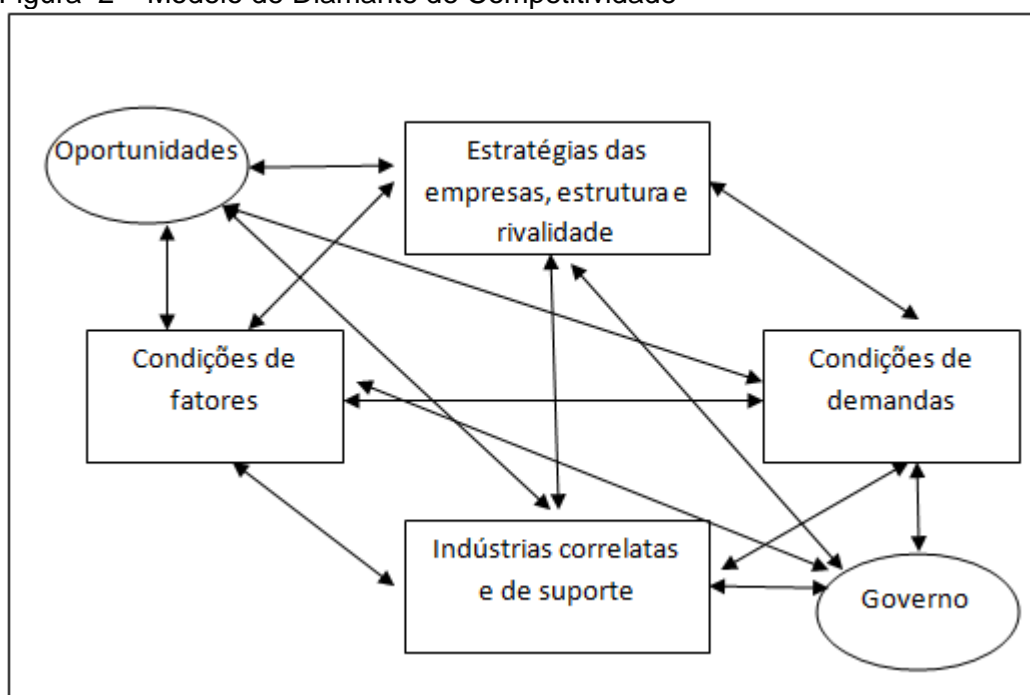 Figura 2 – Modelo do Diamante de Competitividade
Oportunidades
Estratégias das
empresas, estrutura e
rivalidade
Condições de
fatores
Condições de
demandas
Indústrias correlatas
e de suporte
Governo